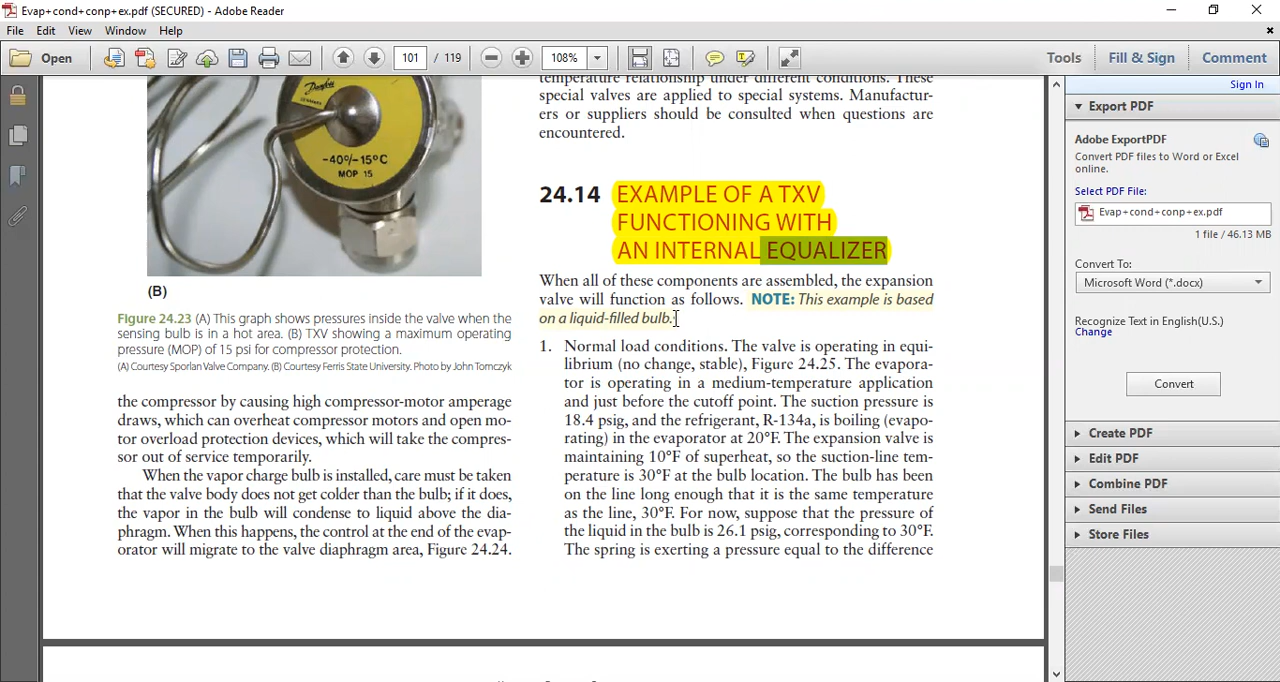 Evap+cond+conp+ex.pdf (SECURED) - Adobe Reader
File Edit View Window Help
Open 101 / 119 108% Tools Fill & Sign Comment
Sign In
Export PDF
Adobe ExportPDF
Convert PDF files to Word or Excel
online.
Select PDF File:
Evap+cond+conp+ex.pdf
1 file / 46.13 MB
Convert To:
Microsoft Word (*.docx)
Recognize Text in English(U.S.)
Change
Convert
Create PDF
Edit PDF
Combine PDF
Send Files
Store Files
Danfoss
-40°/-15°C
MOP 15
(B)
Figure 24.23 (A) This graph shows pressures inside the valve when the
sensing bulb is in a hot area. (B) TXV showing a maximum operating
pressure (MOP) of 15 psi for compressor protection.
(A) Courtesy Sporlan Valve Company. (B) Courtesy Ferris State University. Photo by John Tomczyk
the compressor by causing high compressor-motor amperage
draws, which can overheat compressor motors and open mo-
tor overload protection devices, which will take the compres-
sor out of service temporarily.
When the vapor charge bulb is installed, care must be taken
that the valve body does not get colder than the bulb; if it does,
the vapor in the bulb will condense to liquid above the dia-
phragm. When this happens, the control at the end of the evap-
orator will migrate to the valve diaphragm area, Figure 24.24.
temperature relationship under different conditions. These
special valves are applied to special systems. Manufactur-
ers or suppliers should be consulted when questions are
encountered.
24.14 EXAMPLE OF A TXV
FUNCTIONING WITH
AN INTERNAL EQUALIZER
When all of these components are assembled, the expansion
valve will function as follows. NOTE: This example is based
on a liquid-filled bulb.
1. Normal load conditions. The valve is operating in equi-
librium (no change, stable), Figure 24.25. The evapora-
tor is operating in a medium-temperature application
and just before the cutoff point. The suction pressure is
18.4 psig, and the refrigerant, R-134a, is boiling (evapo-
rating) in the evaporator at 20°F. The expansion valve is
maintaining 10°F of superheat, so the suction-line tem-
perature is 30°F at the bulb location. The bulb has been
on the line long enough that it is the same temperature
as the line, 30°F. For now, suppose that the pressure of
the liquid in the bulb is 26.1 psig, corresponding to 30°F.
The spring is exerting a pressure equal to the difference